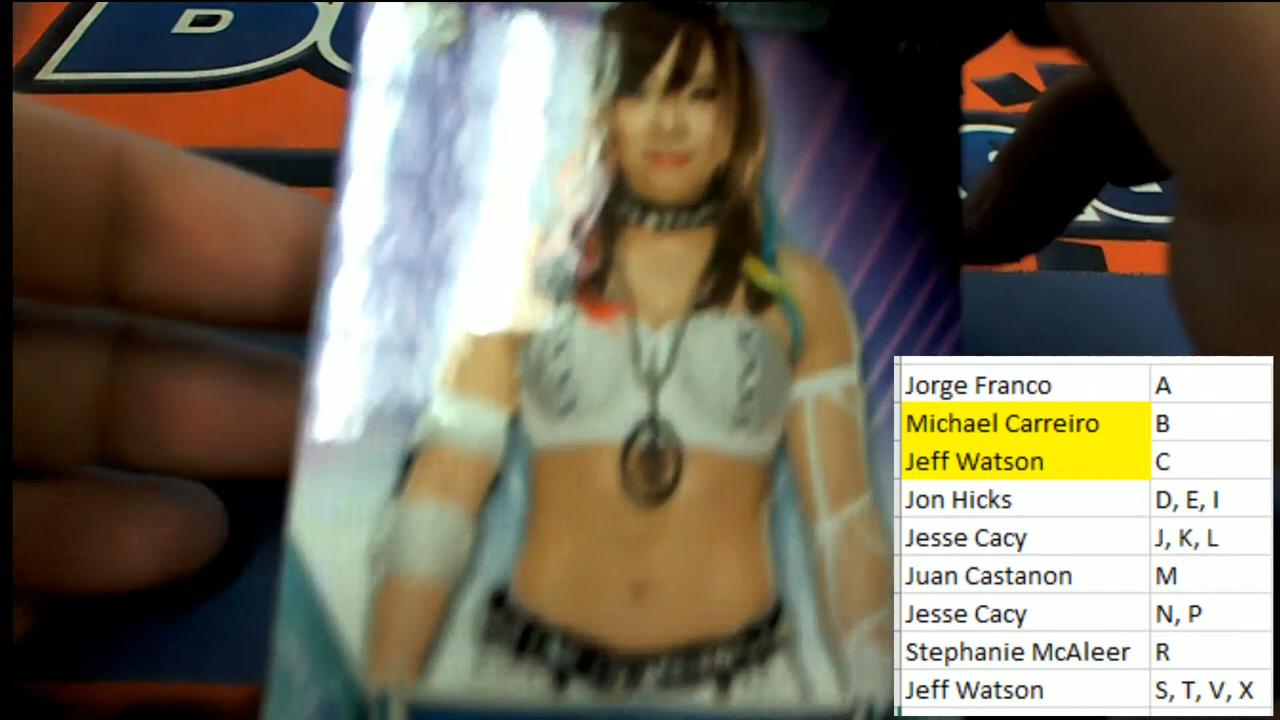 B
Jorge Franco A
Michael Carreiro B
Jeff Watson C
Jon Hicks D, E, I
Jesse Cacy J, K, L
Juan Castanon M
Jesse Cacy N, P
Stephanie McAleer R
Jeff Watson S, T, V, X